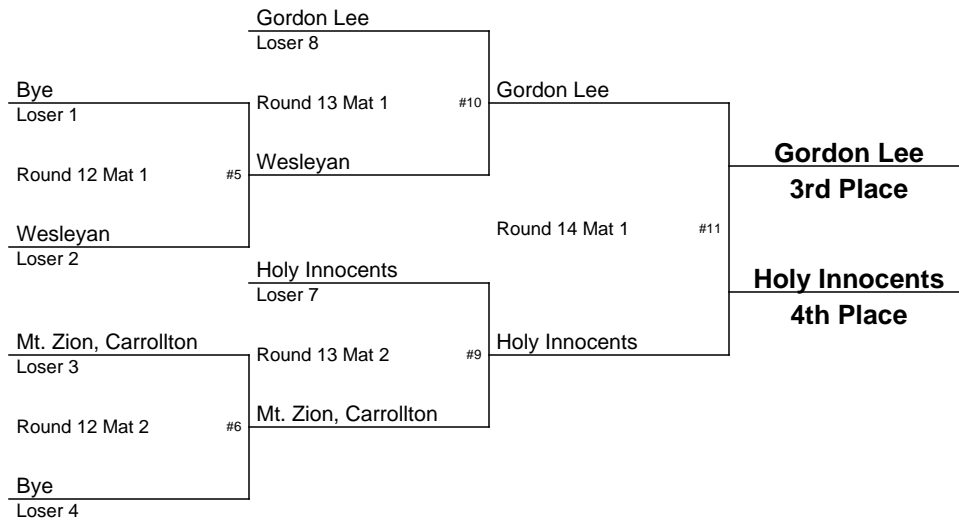 Gordon Lee
Loser 8
Bye
Loser 1
Round 13 Mat 1
#10
Gordon Lee
Round 12 Mat 1
#5
Wesleyan
Gordon Lee
3rd Place
Wesleyan
Loser 2
Round 14 Mat 1
#11
Holy Innocents
Loser 7
Holy Innocents
4th Place
Mt. Zion, Carrollton
Loser 3
Round 13 Mat 2
#9
Holy Innocents
Round 12 Mat 2
#6
Mt. Zion, Carrollton
Bye
Loser 4